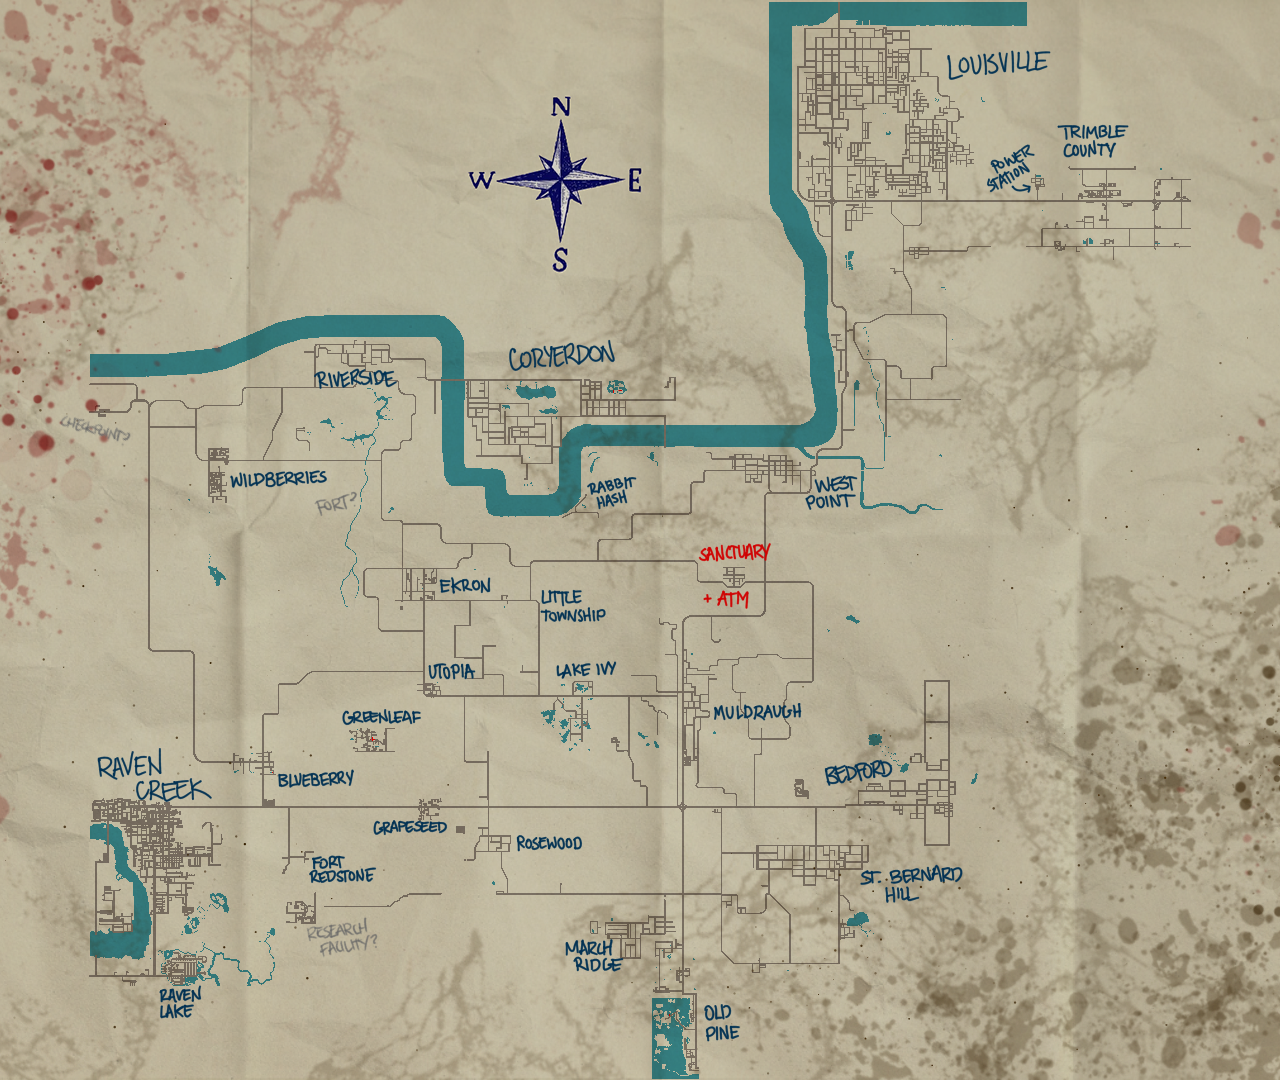 LOUISVILLE
N
W
E
S
TRIMBLE
COUNTY
POWER
STATION
CORYERDON
RIVERSIDE
CHECKPOINT?
WILDBERRIES
FORT?
RABBIT
HASH
WEST
POINT
SANCTUARY
+ ATM
EKRON
LITTLE
TOWNSHIP
UTOPIA
LAKE IVY
GREENLEAF
MULDRAUGH
RAVEN
CREEK
BLUEBERRY
BEDFORD
GRAPESEED
ROSEWOOD
FORT
REDSTONE
ST. BERNARD
HILL
RESEARCH
FACILITY?
MARCH
RIDGE
RAVEN
LAKE
OLD
PINE